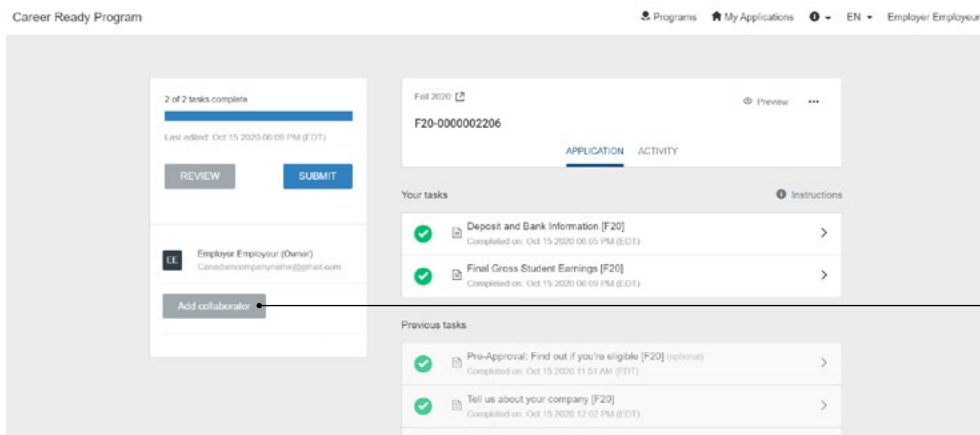 Career Ready Program
Programs My Applications EN Employer Employeur
2 of 2 tasks complete
Last edited: Oct 15 2020 06:09 PM (EDT)
REVIEW SUBMIT
EE
Employer Employeur (Owner)
Canadiancompanyname@gmail.com
Add collaborator
Fall 2020
Preview
F20-0000002206
APPLICATION ACTIVITY
Your tasks
Instructions
Deposit and Bank Information [F20]
Completed on: Oct 15 2020 06:05 PM (EDT)
Final Gross Student Earnings [F20]
Completed on: Oct 15 2020 06:09 PM (EDT)
Previous tasks
Pre-Approval: Find out if you're eligible [F20] (optional)
Completed on: Oct 15 2020 11:51 AM (EDT)
Tell us about your company [F20]
Completed on: Oct 15 2020 12:02 PM (EDT)